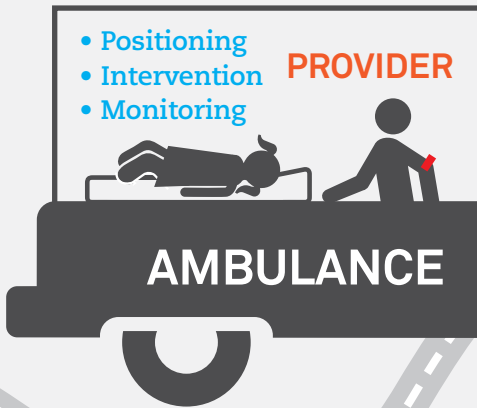 • Positioning
• Intervention
• Monitoring
PROVIDER
AMBULANCE